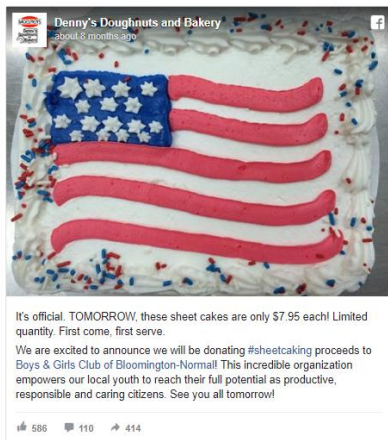 Denny's Doughnuts and Bakery
about 8 months ago
It's official. TOMORROW, these sheet cakes are only $7.95 each! Limited
quantity. First come, first serve.
We are excited to announce we will be donating #sheetcaking proceeds to
Boys & Girls Club of Bloomington-Normal! This incredible organization
empowers our local youth to reach their full potential as productive,
responsible and caring citizens. See you all tomorrow!
586 110 414